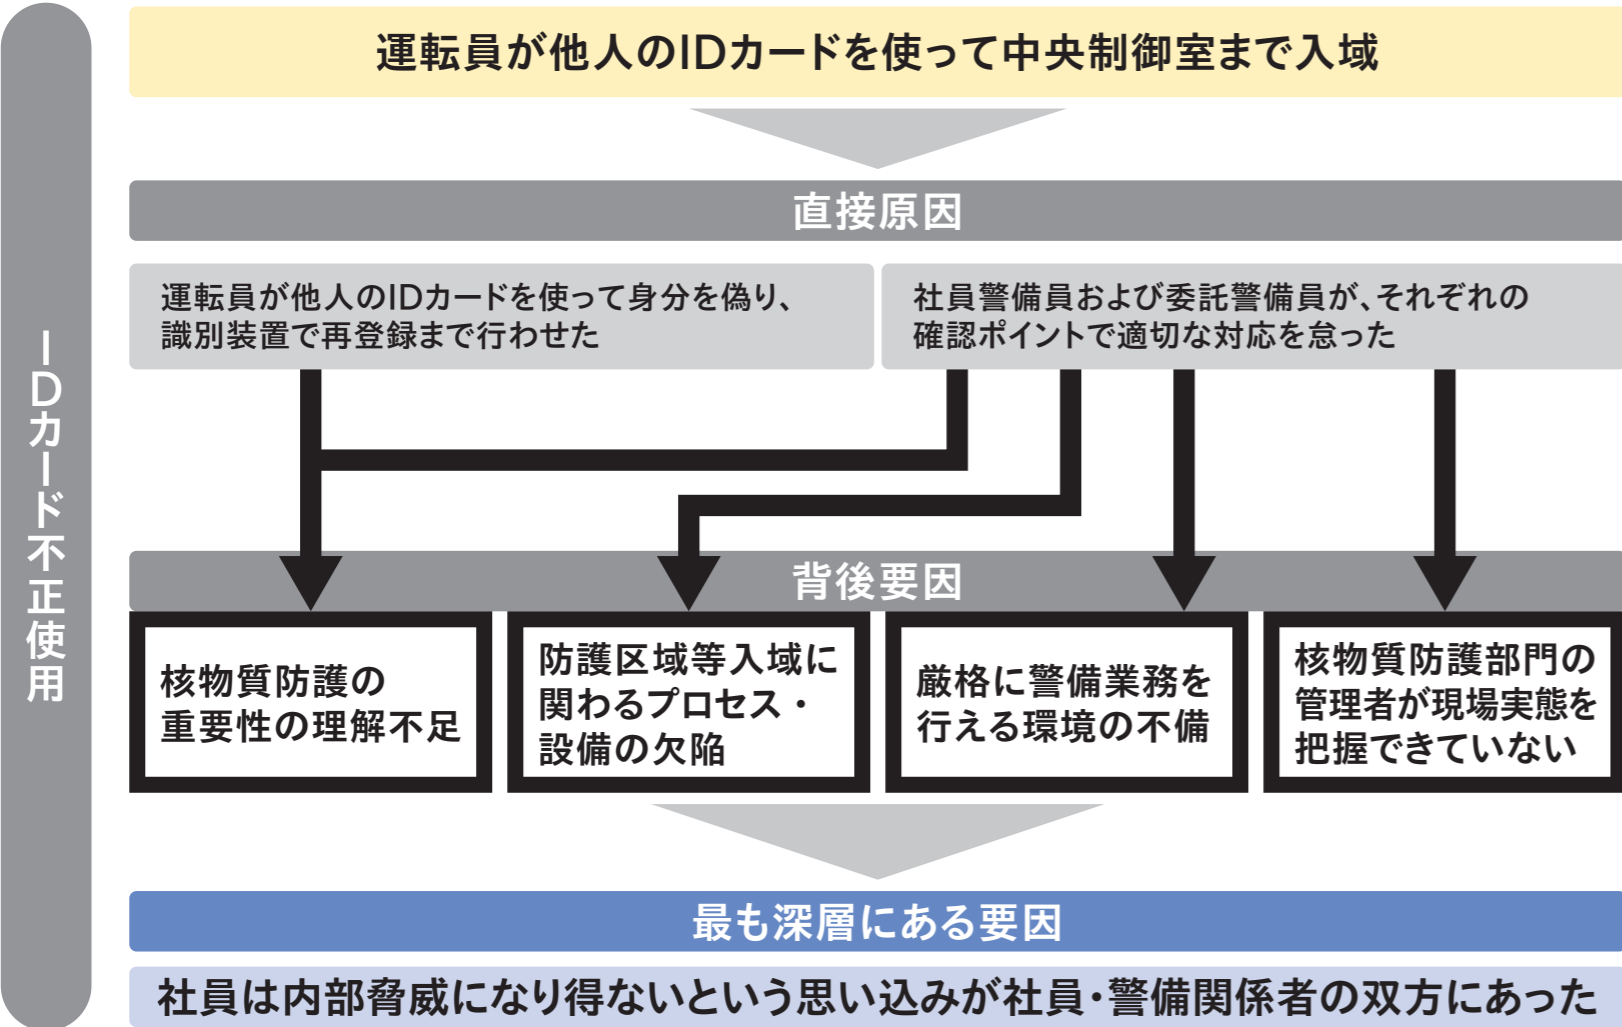 IDカード不正使用
運転員が他人のIDカードを使って中央制御室まで入域
直接原因
運転員が他人のIDカードを使って身分を偽り、
識別装置で再登録まで行わせた
社員警備員および委託警備員が、それぞれの
確認ポイントで適切な対応を怠った
背後要因
核物質防護の
重要性の理解不足
防護区域等入域に
関わるプロセス・
設備の欠陥
厳格に警備業務を
行える環境の不備
核物質防護部門の
管理者が現場実態を
把握できていない
最も深層にある要因
社員は内部脅威になり得ないという思い込みが社員・警備関係者の双方にあった